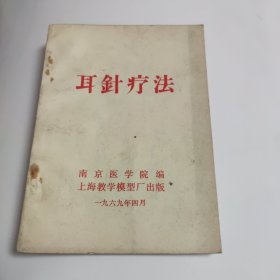 耳針疗法
南京医学院编
上海教学模型厂出版
一九六九年四月